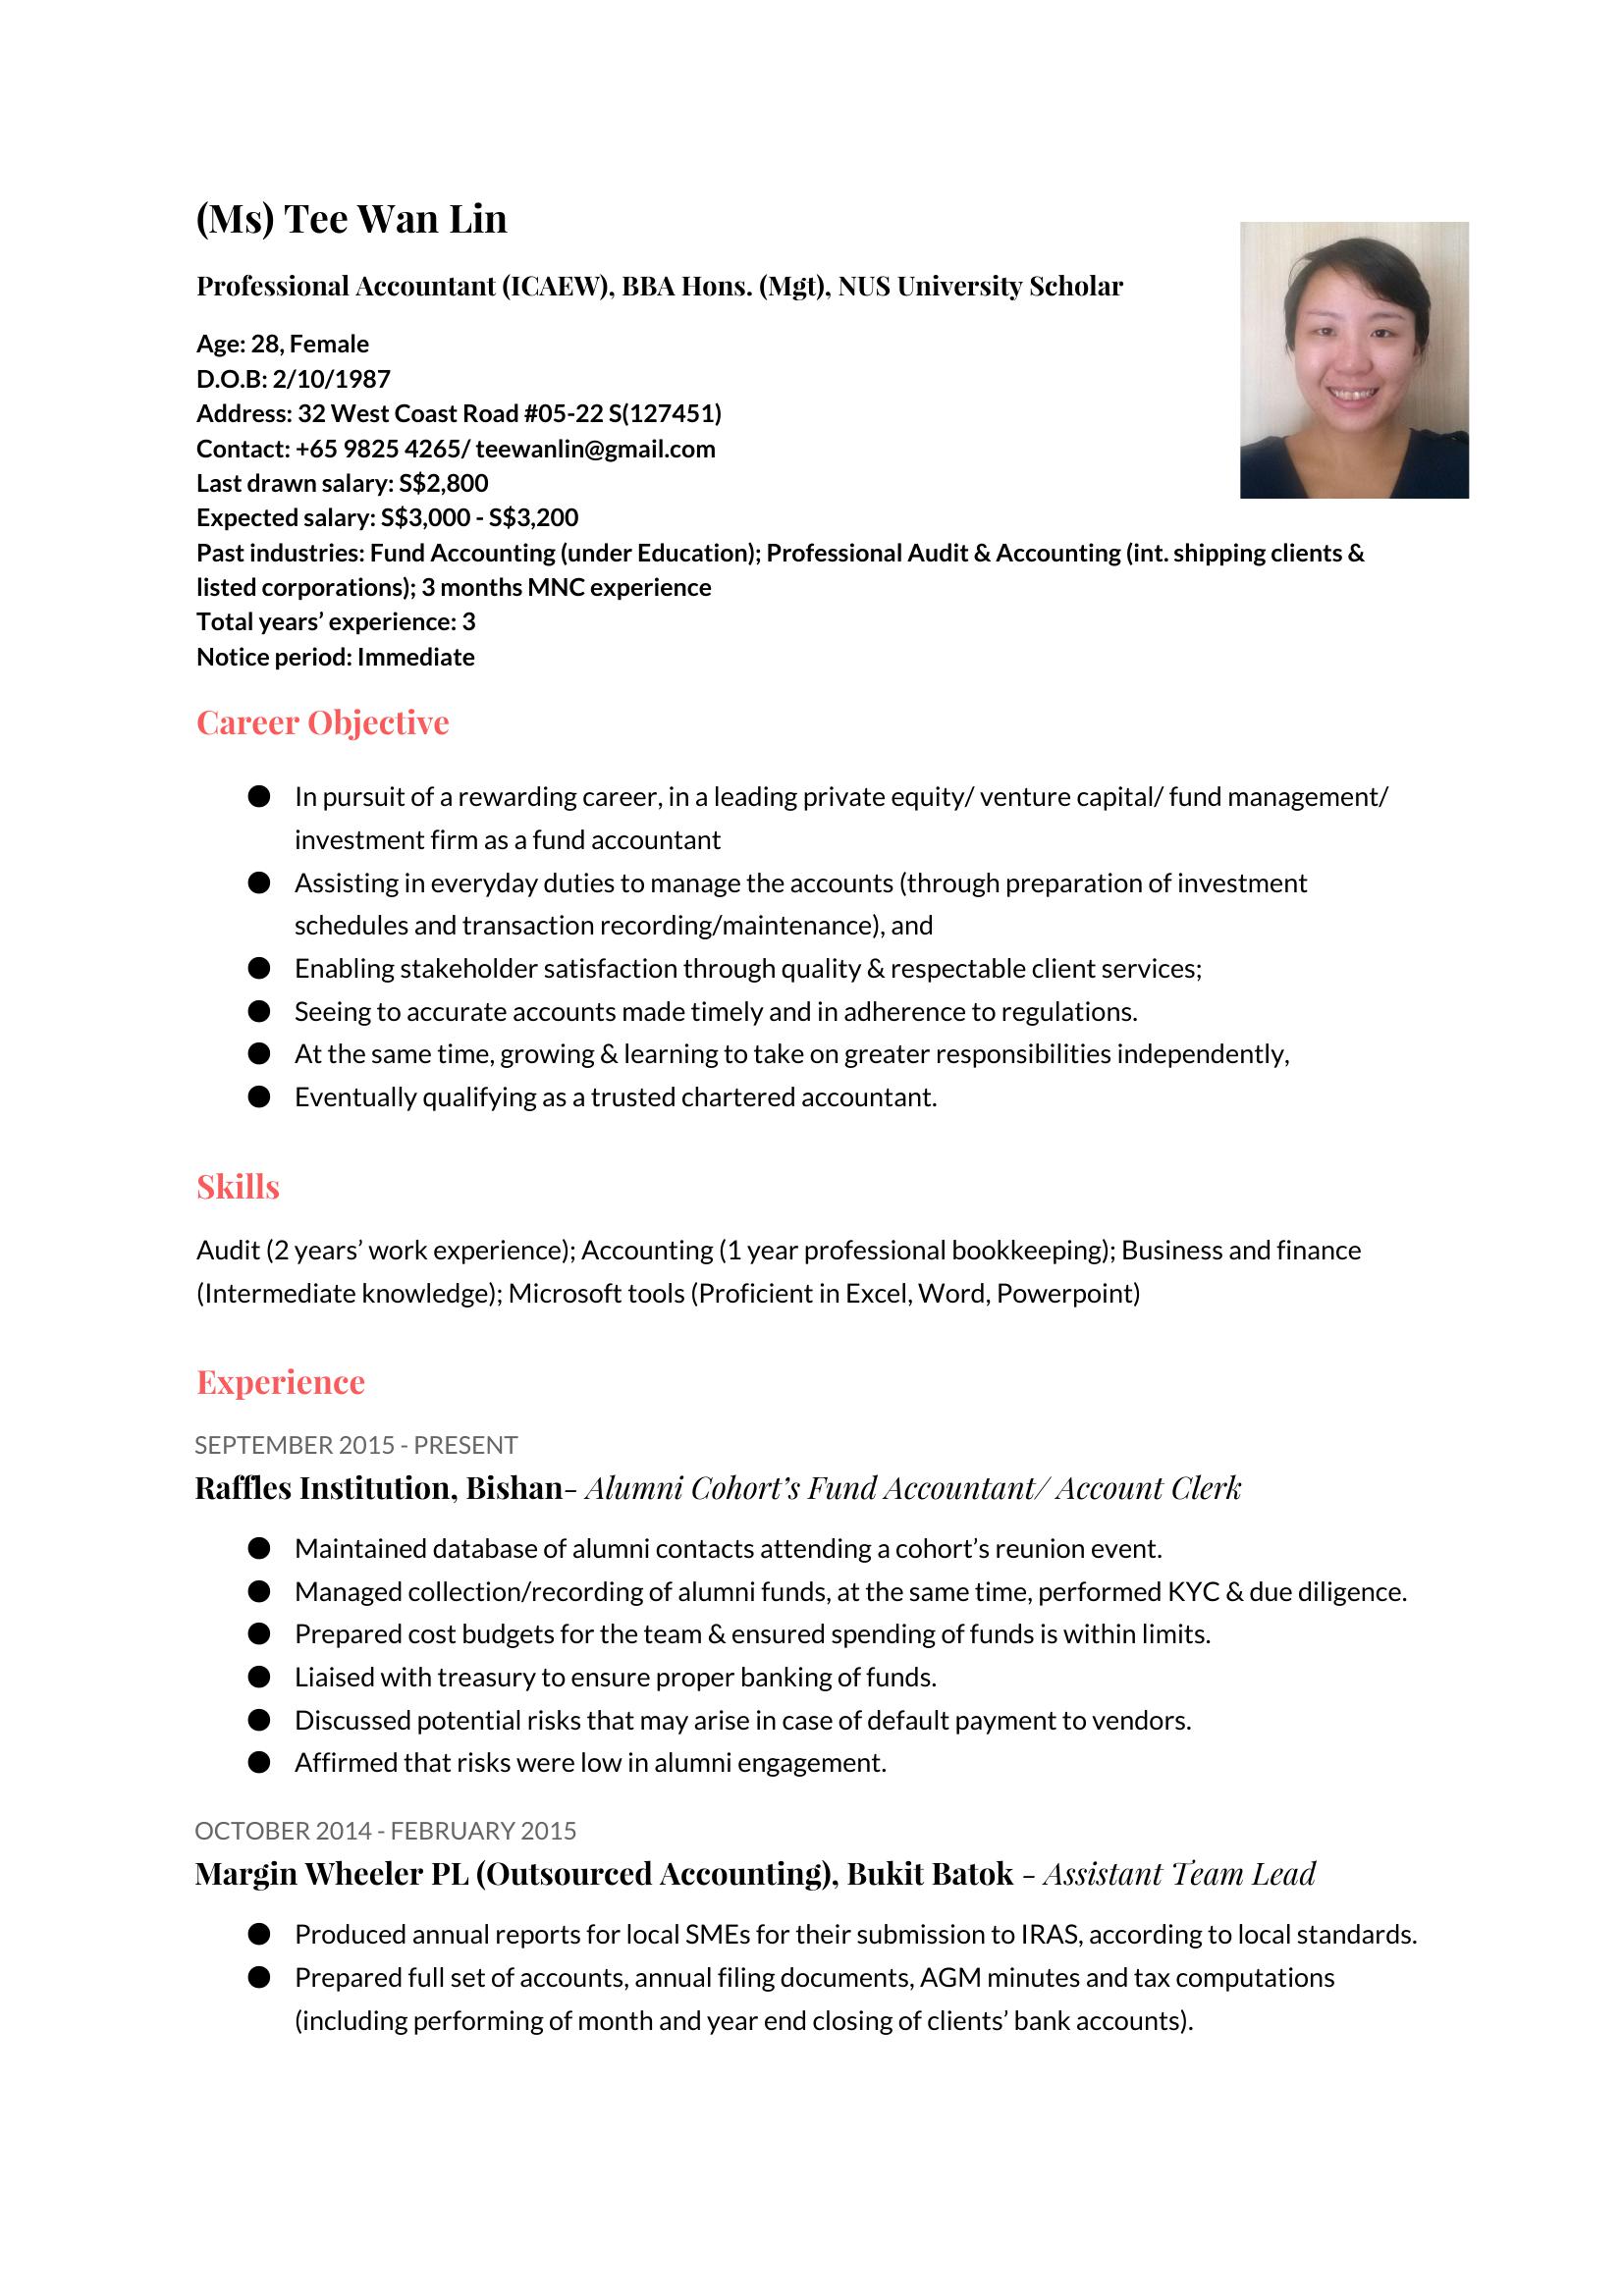 (Ms) Tee Wan Lin
Professional Accountant (ICAEW), BBA Hons. (Mgt), NUS University Scholar
Age: 28, Female
D.O.B: 2/10/1987
Address: 32 West Coast Road #05-22 S(127451)
Contact: +65 9825 4265/ teewanlin@gmail.com
Last drawn salary: S$2,800
Expected salary: S$3,000 - S$3,200
Past industries: Fund Accounting (under Education); Professional Audit & Accounting (int. shipping clients &
listed corporations); 3 months MNC experience
Total years’ experience: 3
Notice period: Immediate
Career Objective
● In pursuit of a rewarding career, in a leading private equity/ venture capital/ fund management/
investment firm as a fund accountant
● Assisting in everyday duties to manage the accounts (through preparation of investment
schedules and transaction recording/maintenance), and
● Enabling stakeholder satisfaction through quality & respectable client services;
● Seeing to accurate accounts made timely and in adherence to regulations.
● At the same time, growing & learning to take on greater responsibilities independently,
● Eventually qualifying as a trusted chartered accountant.
Skills
Audit (2 years’ work experience); Accounting (1 year professional bookkeeping); Business and finance
(Intermediate knowledge); Microsoft tools (Proficient in Excel, Word, Powerpoint)
Experience
SEPTEMBER 2015 - PRESENT
Raffles Institution, Bishan– Alumni Cohort’s Fund Accountant/ Account Clerk
● Maintained database of alumni contacts attending a cohort’s reunion event.
● Managed collection/recording of alumni funds, at the same time, performed KYC & due diligence.
● Prepared cost budgets for the team & ensured spending of funds is within limits.
● Liaised with treasury to ensure proper banking of funds.
● Discussed potential risks that may arise in case of default payment to vendors.
● Affirmed that risks were low in alumni engagement.
OCTOBER 2014 - FEBRUARY 2015
Margin Wheeler PL (Outsourced Accounting), Bukit Batok – Assistant Team Lead
● Produced annual reports for local SMEs for their submission to IRAS, according to local standards.
● Prepared full set of accounts, annual filing documents, AGM minutes and tax computations
(including performing of month and year end closing of clients’ bank accounts).